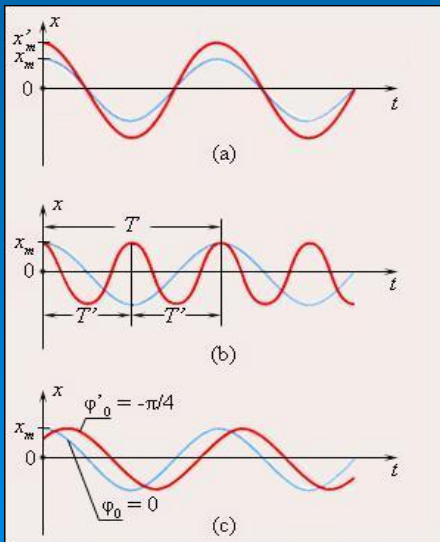 x
x'm
xm
0
t
(a)
x
T
xm
0
t
T' T'
(b)
x
φ'0 = -π/4
xm
0
t
φ0 = 0
(c)